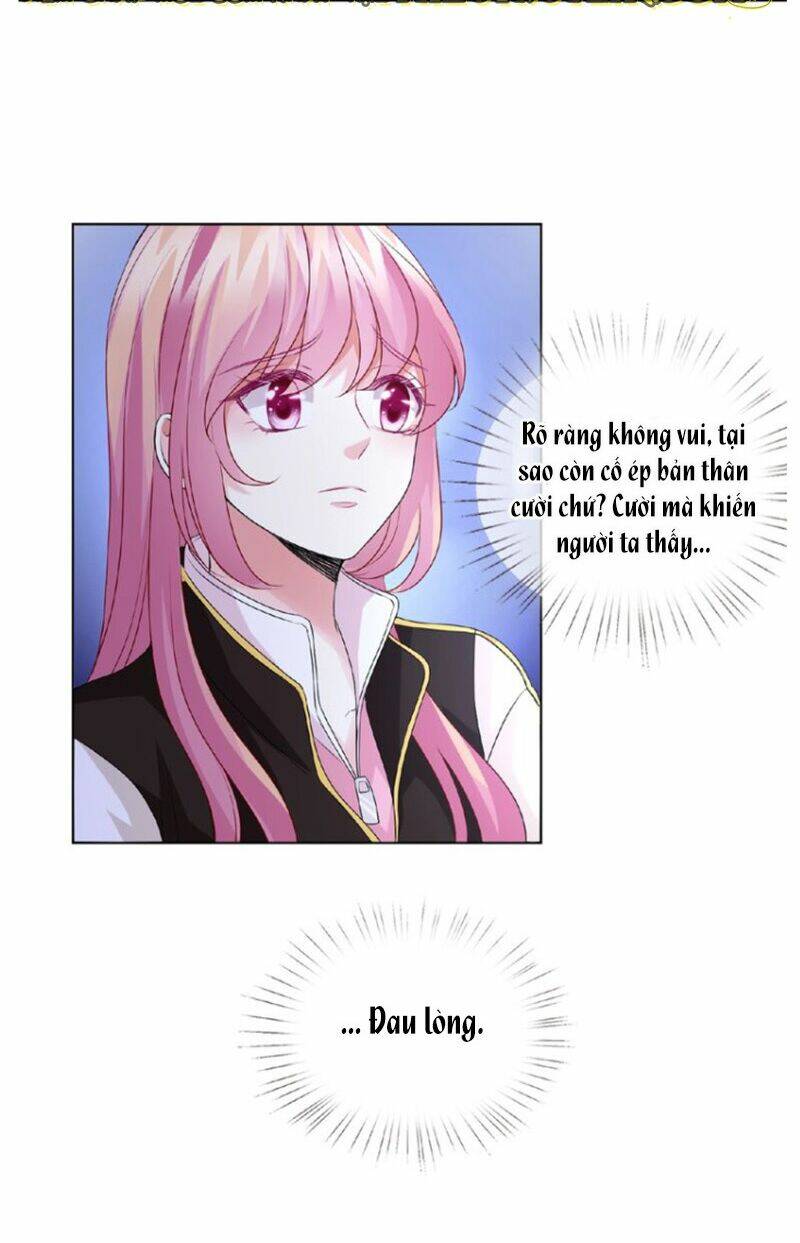 Rõ ràng không vui, tại
sao còn cố ép bản thân
cười chứ? Cười mà khiến
người ta thấy...
... Đau lòng.